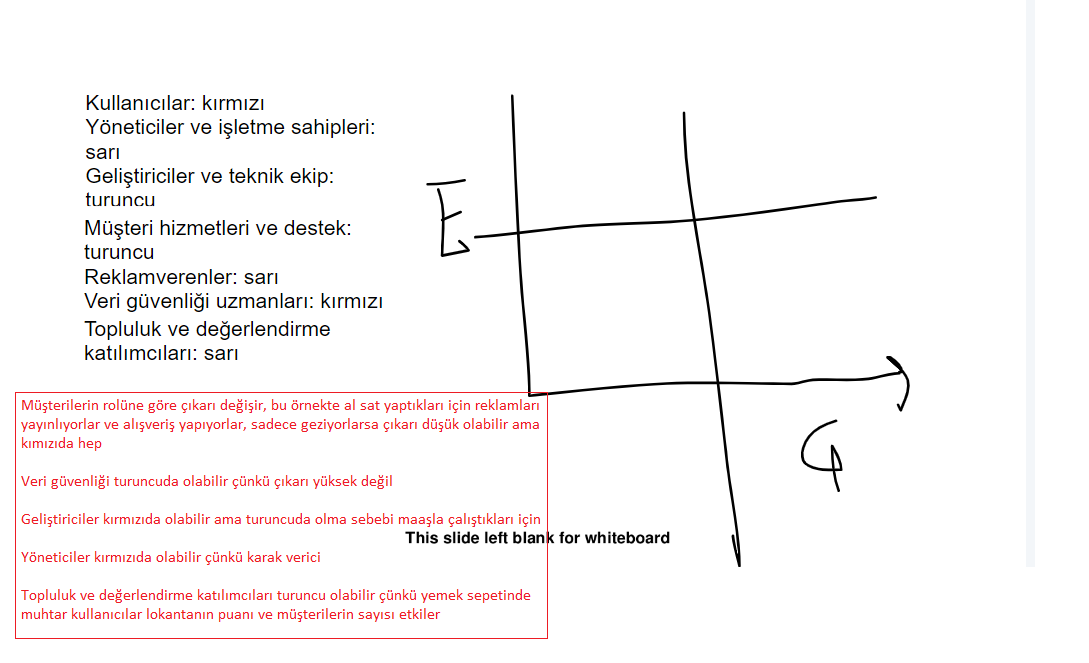 Kullanıcılar: kırmızı
Yöneticiler ve işletme sahipleri:
sarı
Geliştiriciler ve teknik ekip:
turuncu
Müşteri hizmetleri ve destek:
turuncu
Reklamverenler: sarı
Veri güvenliği uzmanları: kırmızı
Topluluk ve değerlendirme
katılımcıları: sarı
E
Ç
Müşterilerin rolüne göre çıkarı değişir, bu örnekte al sat yaptıkları için reklamları
yayınlıyorlar ve alışveriş yapıyorlar, sadece geziyorlarsa çıkarı düşük olabilir ama
kımızıda hep
Veri güvenliği turuncuda olabilir çünkü çıkarı yüksek değil
Geliştiriciler kırmızıda olabilir ama turuncuda olma sebebi maaşla çalıştıkları için
This slide left blank for whiteboard
Yöneticiler kırmızıda olabilir çünkü karak verici
Topluluk ve değerlendirme katılımcıları turuncu olabilir çünkü yemek sepetinde
muhtar kullanıcılar lokantanın puanı ve müşterilerin sayısı etkiler